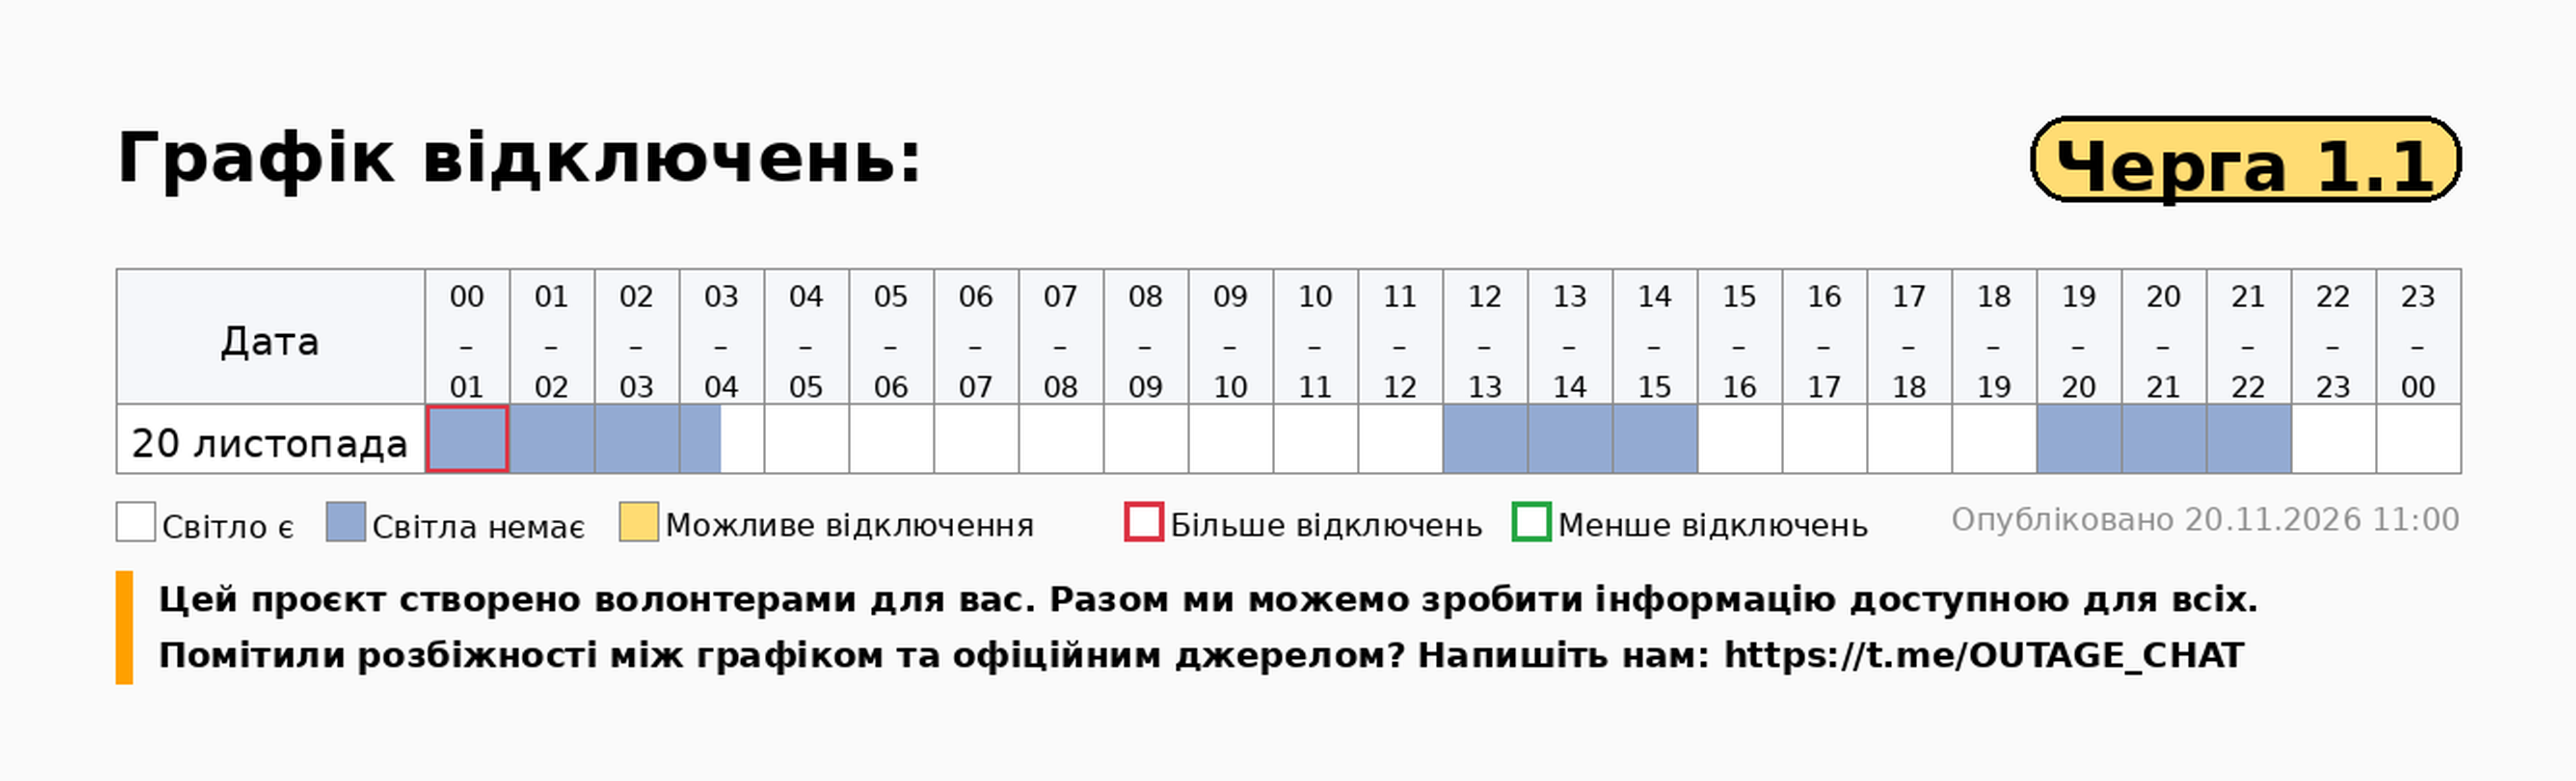 Графік відключень:
Черга 1.1
Дата
00 – 01
01 – 02
02 – 03
03 – 04
04 – 05
05 – 06
06 – 07
07 – 08
08 – 09
09 – 10
10 – 11
11 – 12
12 – 13
13 – 14
14 – 15
15 – 16
16 – 17
17 – 18
18 – 19
19 – 20
20 – 21
21 – 22
22 – 23
23 – 00
20 листопада
Світло є
Світла немає
Можливе відключення
Більше відключень
Менше відключень
Опубліковано 20.11.2026 11:00
Цей проєкт створено волонтерами для вас. Разом ми можемо зробити інформацію доступною для всіх.
Помітили розбіжності між графіком та офіційним джерелом? Напишіть нам: https://t.me/OUTAGE_CHAT